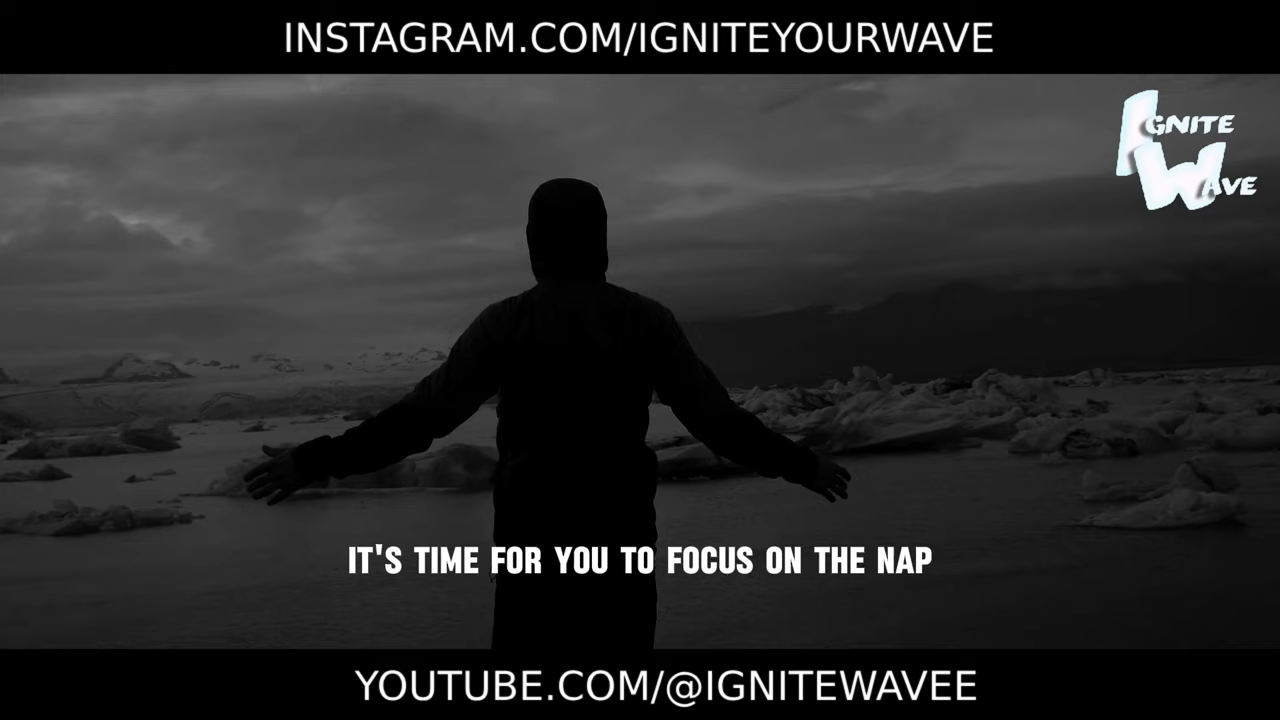 INSTAGRAM.COM/IGNITEYOURWAVE
IGNITE
WAVE
IT'S TIME FOR YOU TO FOCUS ON THE NAP
YOUTUBE.COM/@IGNITEWAVEE